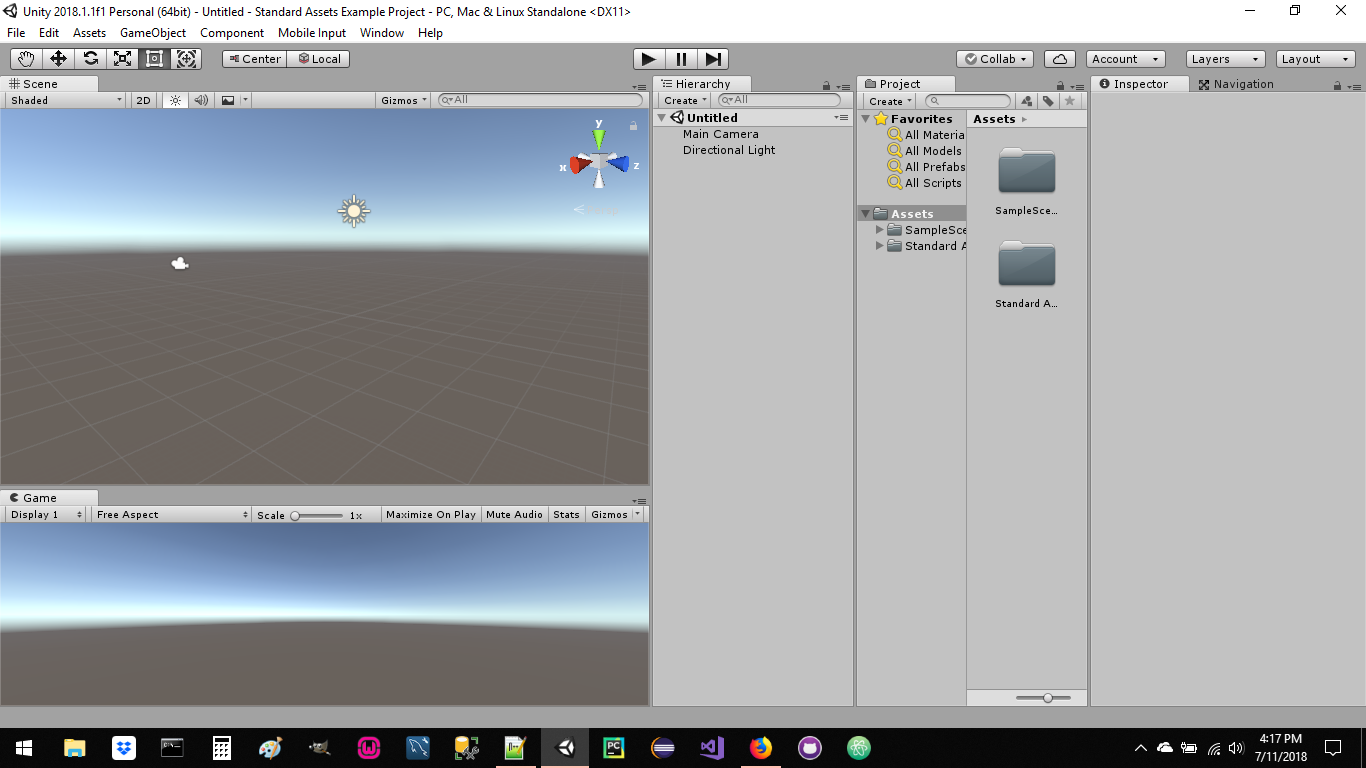 Unity 2018.1.1f1 Personal (64bit) - Untitled - Standard Assets Example Project - PC, Mac & Linux Standalone <DX11>
File Edit Assets GameObject Component Mobile Input Window Help
Center Local Collab Account Layers Layout
Scene
Shaded 2D Gizmos All
y
x z
Game
Display 1 Free Aspect Scale 1x Maximize On Play Mute Audio Stats Gizmos
Hierarchy
Create All
Untitled
Main Camera
Directional Light
Project
Create
Favorites
All Materia
All Models
All Prefabs
All Scripts
Assets
SampleSce
Standard A
Assets
SampleSce...
Standard A...
Inspector Navigation
PC
4:17 PM
7/11/2018